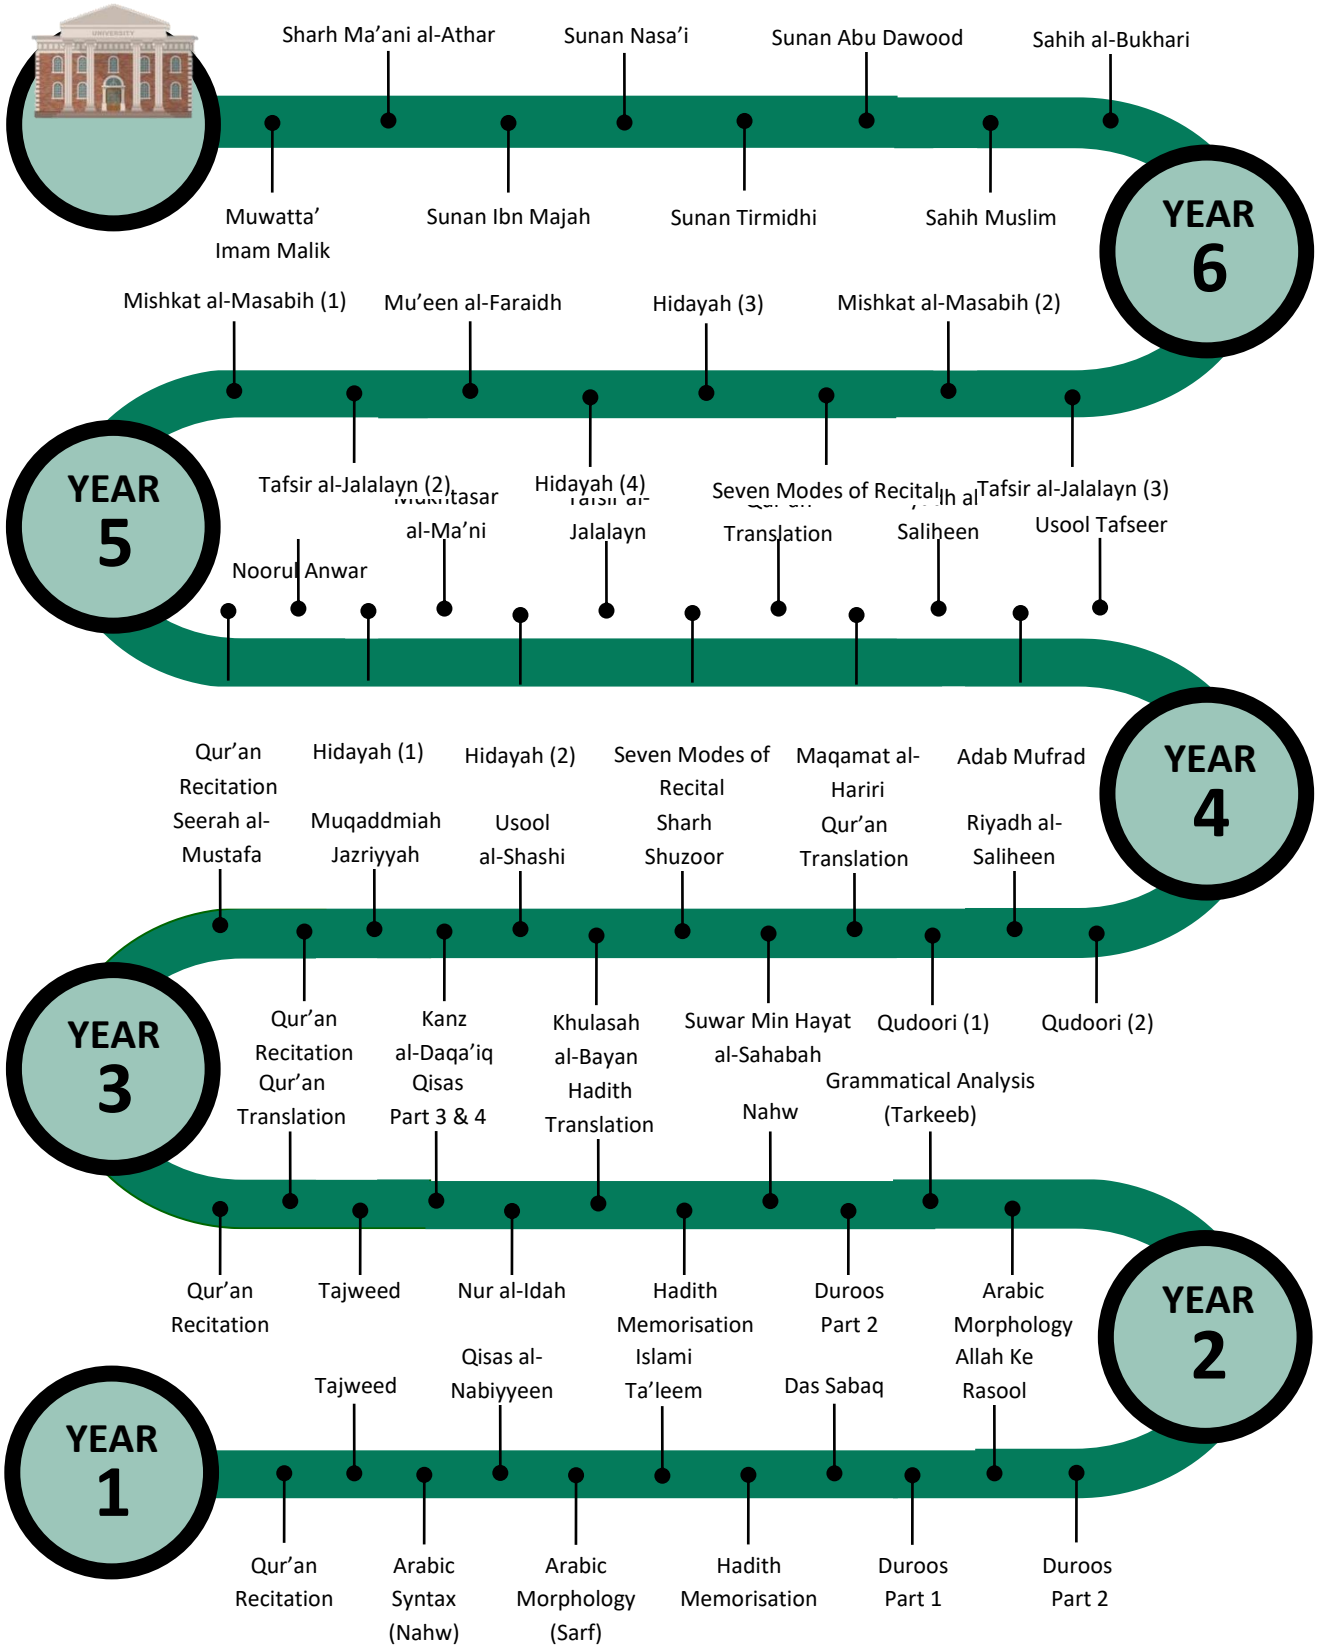 UNIVERSITY
Sharh Ma’ani al-Athar
Sunan Nasa’i
Sunan Abu Dawood
Sahih al-Bukhari
Muwatta’
Imam Malik
Sunan Ibn Majah
Sunan Tirmidhi
Sahih Muslim
YEAR
6
Mishkat al-Masabih (1)
Mu’een al-Faraidh
Hidayah (3)
Mishkat al-Masabih (2)
YEAR
5
Tafsir al-Jalalayn (2)
Hidayah (4)
Seven Modes of Recital
Tafsir al-Jalalayn (3)
Noorul Anwar
Mukhtasar
al-Ma’ni
Tafsir al-
Jalalayn
Qur’an
Translation
al
Saliheen
Usool Tafseer
Qur’an
Recitation
Hidayah (1)
Hidayah (2)
Seven Modes of
Recital
Maqamat al-
Hariri
Adab Mufrad
YEAR
4
Seerah al-
Mustafa
Muqaddmiah
Jazriyyah
Usool
al-Shashi
Sharh
Shuzoor
Qur’an
Translation
Riyadh al-
Saliheen
YEAR
3
Qur’an
Recitation
Kanz
al-Daqa’iq
Khulasah
al-Bayan
Suwar Min Hayat
al-Sahabah
Qudoori (1)
Qudoori (2)
Qur’an
Translation
Qisas
Part 3 & 4
Hadith
Translation
Nahw
Grammatical Analysis
(Tarkeeb)
Qur’an
Recitation
Tajweed
Nur al-Idah
Hadith
Memorisation
Duroos
Part 2
Arabic
Morphology
YEAR
2
Tajweed
Qisas al-
Nabiyyeen
Islami
Ta’leem
Das Sabaq
Allah Ke
Rasool
YEAR
1
Qur’an
Recitation
Arabic
Syntax
(Nahw)
Arabic
Morphology
(Sarf)
Hadith
Memorisation
Duroos
Part 1
Duroos
Part 2